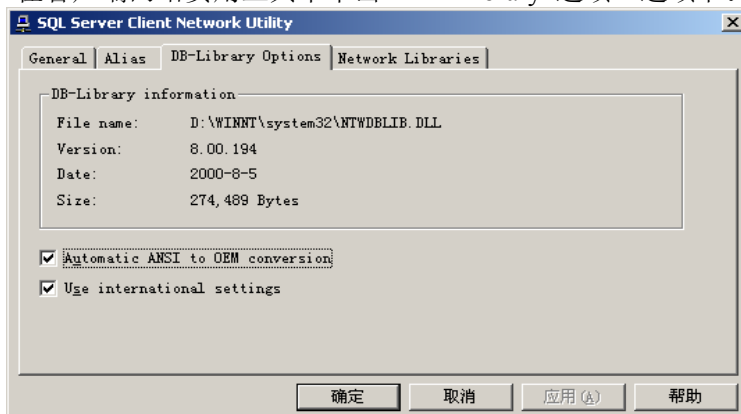 SQL Server Client Network Utility
General Alias DB-Library Options Network Libraries
DB-Library information
File name: D:\WINNT\system32\NTWDBLIB.DLL
Version: 8.00.194
Date: 2000-8-5
Size: 274,489 Bytes
Automatic ANSI to OEM conversion
Use international settings
确定 取消 应用(A) 帮助